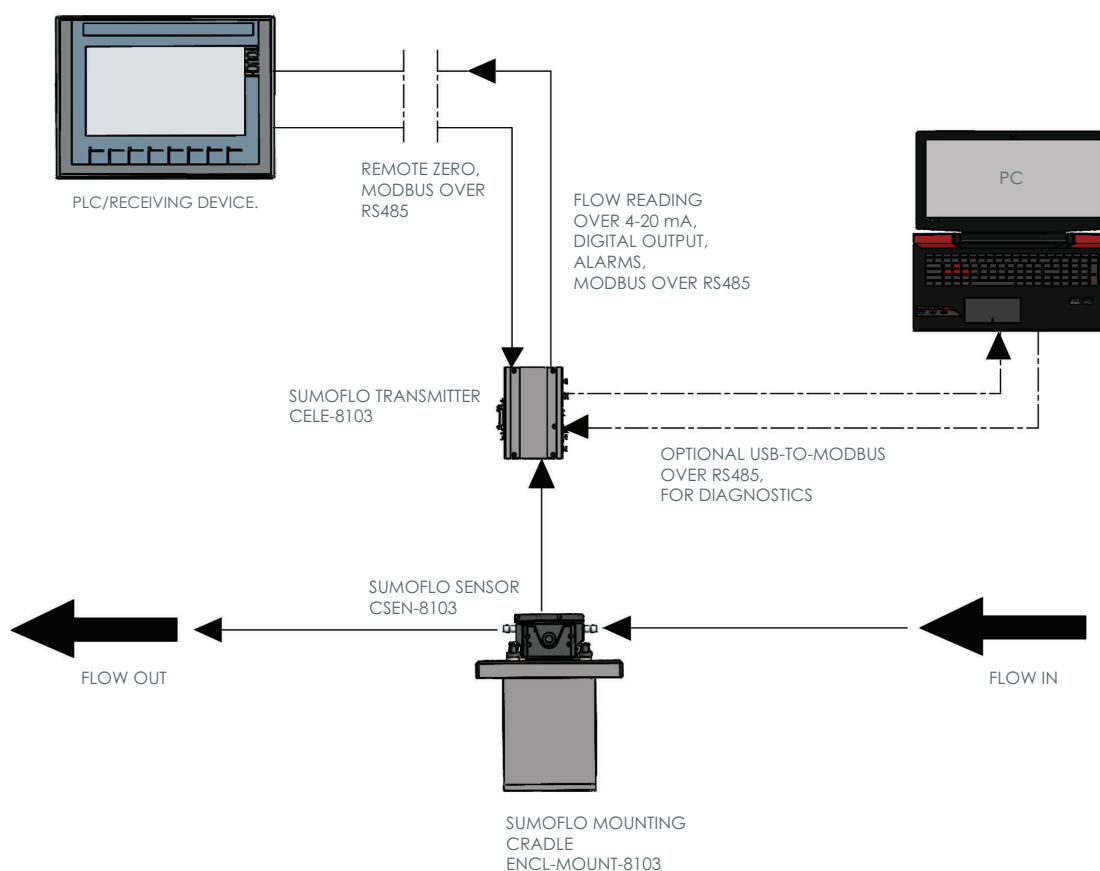 PLC/RECEIVING DEVICE.
REMOTE ZERO,
MODBUS OVER
RS485
FLOW READING
OVER 4-20 mA,
DIGITAL OUTPUT,
ALARMS,
MODBUS OVER RS485
PC
SUMOFLO TRANSMITTER
CELE-8103
OPTIONAL USB-TO-MODBUS
OVER RS485,
FOR DIAGNOSTICS
SUMOFLO SENSOR
CSEN-8103
FLOW OUT
FLOW IN
SUMOFLO MOUNTING
CRADLE
ENCL-MOUNT-8103